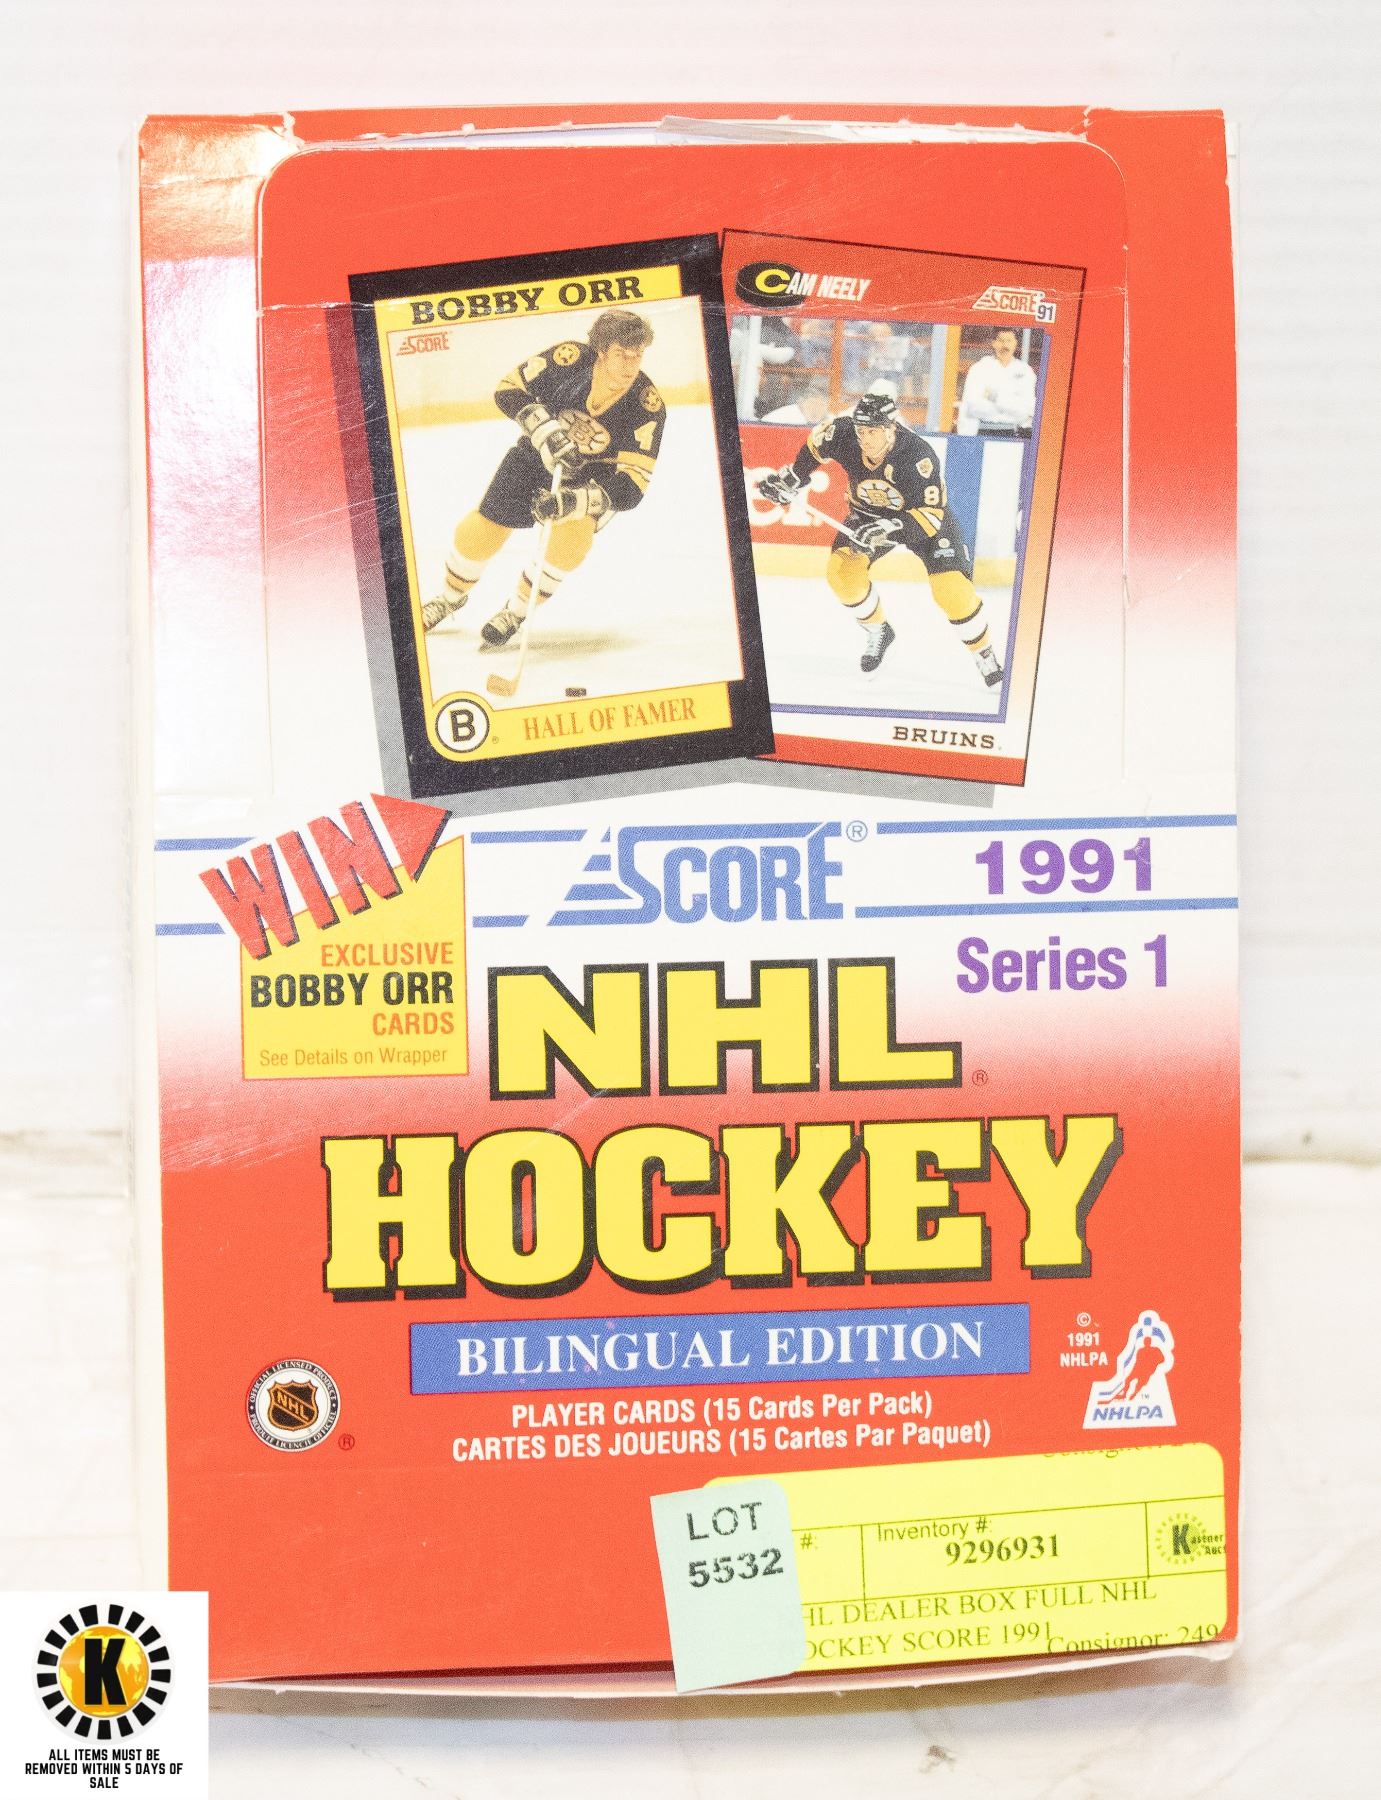 BOBBY ORR
SCORE
HALL OF FAMER
B
CAM NEELY
SCORE 91
BRUINS
WIN
EXCLUSIVE
BOBBY ORR
CARDS
See Details on Wrapper
SCORE®
1991
Series 1
NHL®
HOCKEY
BILINGUAL EDITION
PLAYER CARDS (15 Cards Per Pack)
CARTES DES JOUEURS (15 Cartes Par Paquet)
NHL
®
©
1991
NHLPA
NHLPA
LOT
5532
#:
Inventory #:
9296931
HL DEALER BOX FULL NHL
OCKEY SCORE 1991
Consignor: 249
K
ALL ITEMS MUST BE
REMOVED WITHIN 5 DAYS OF
SALE